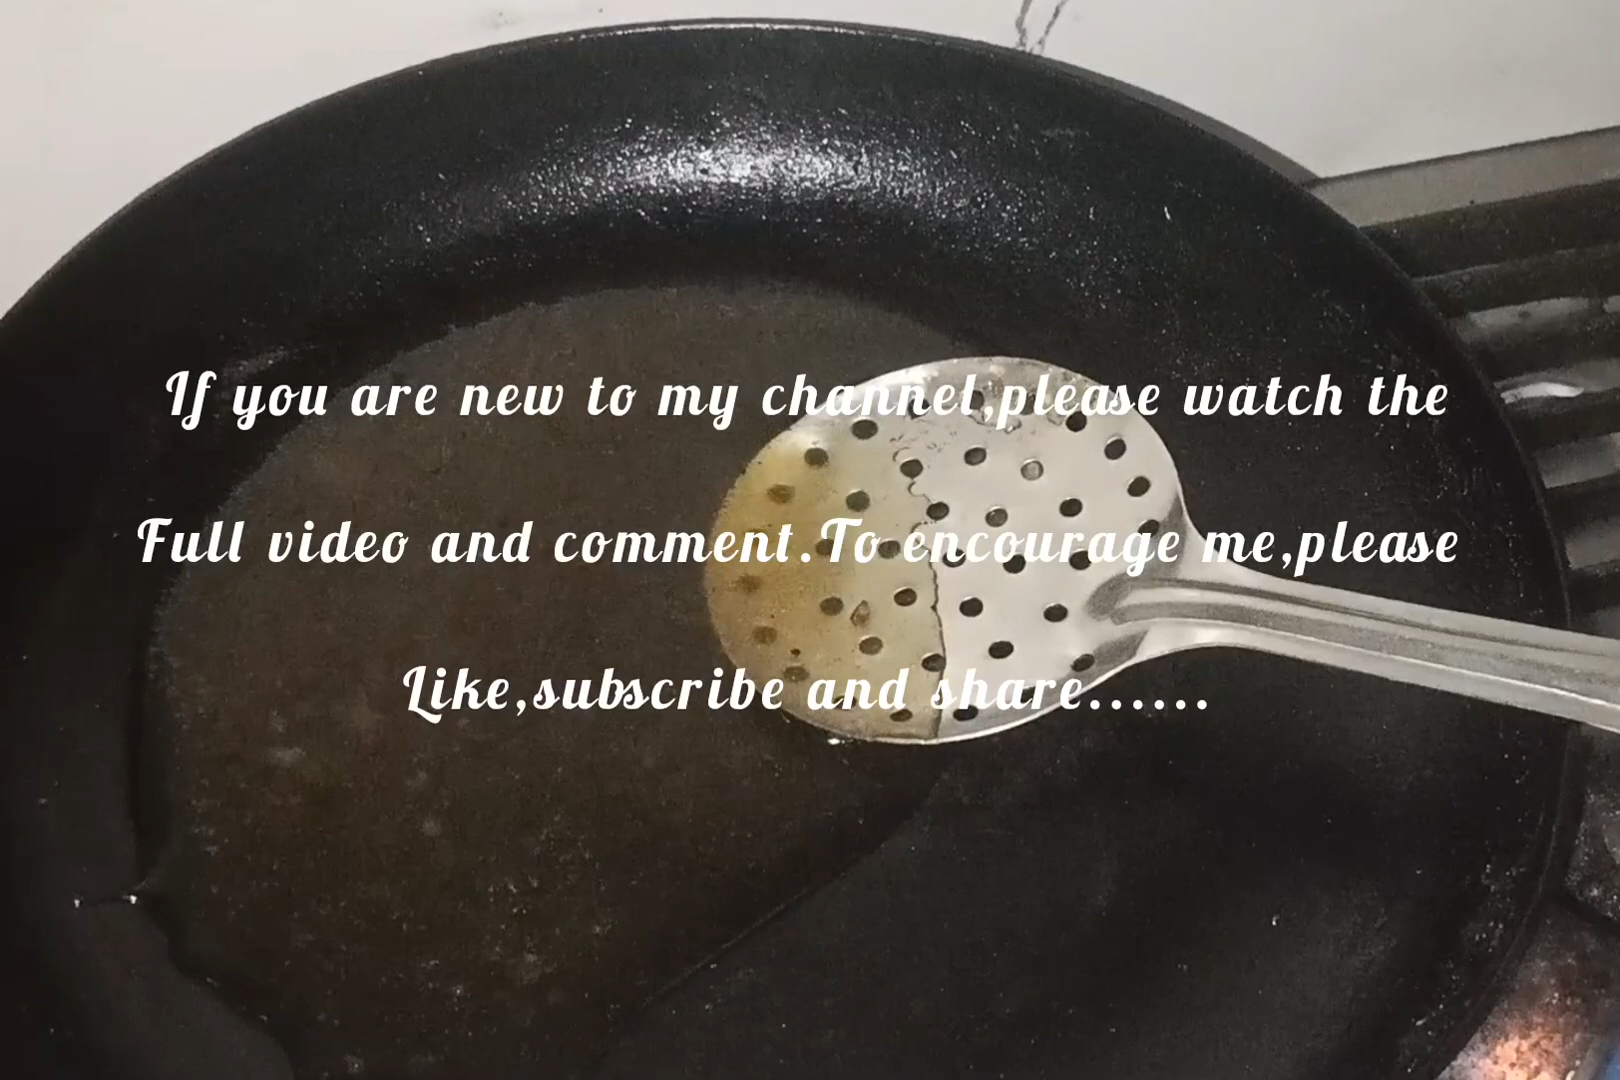 If you are new to my channel,please watch the
Full video and comment.To encourage me,please
Like,subscribe and share......